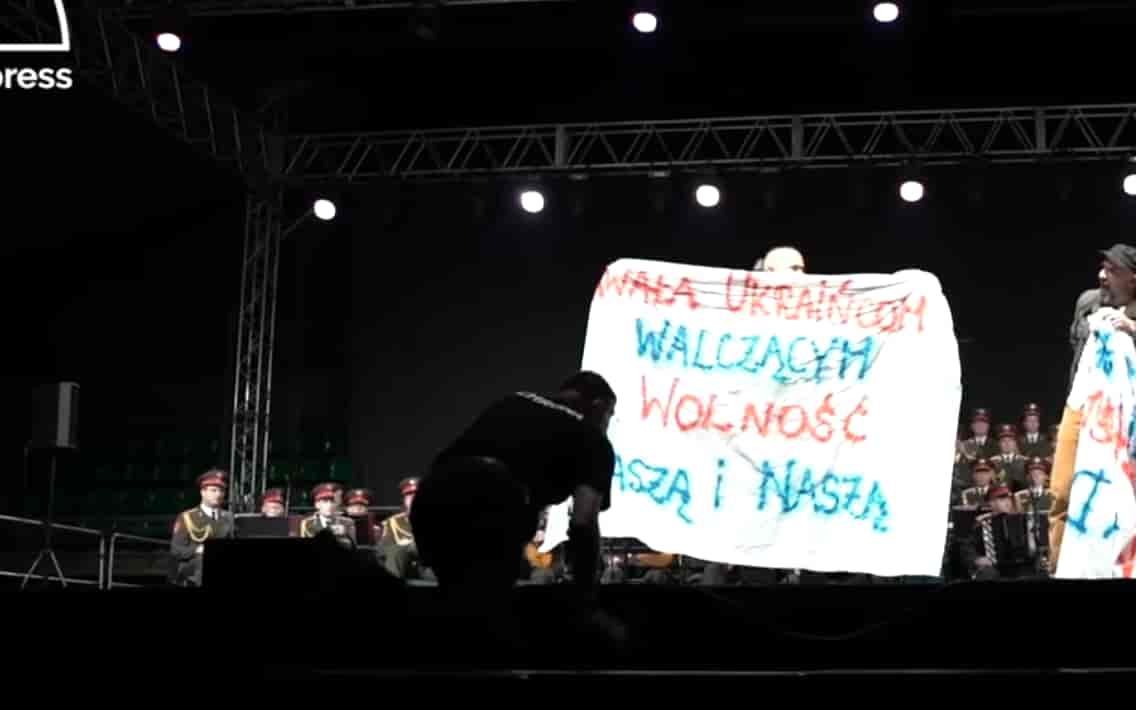 press
WAŁA UKRAIŃCOM
WALCZĄCYM
WOLNOŚĆ
ASZĄ i NASZĄ